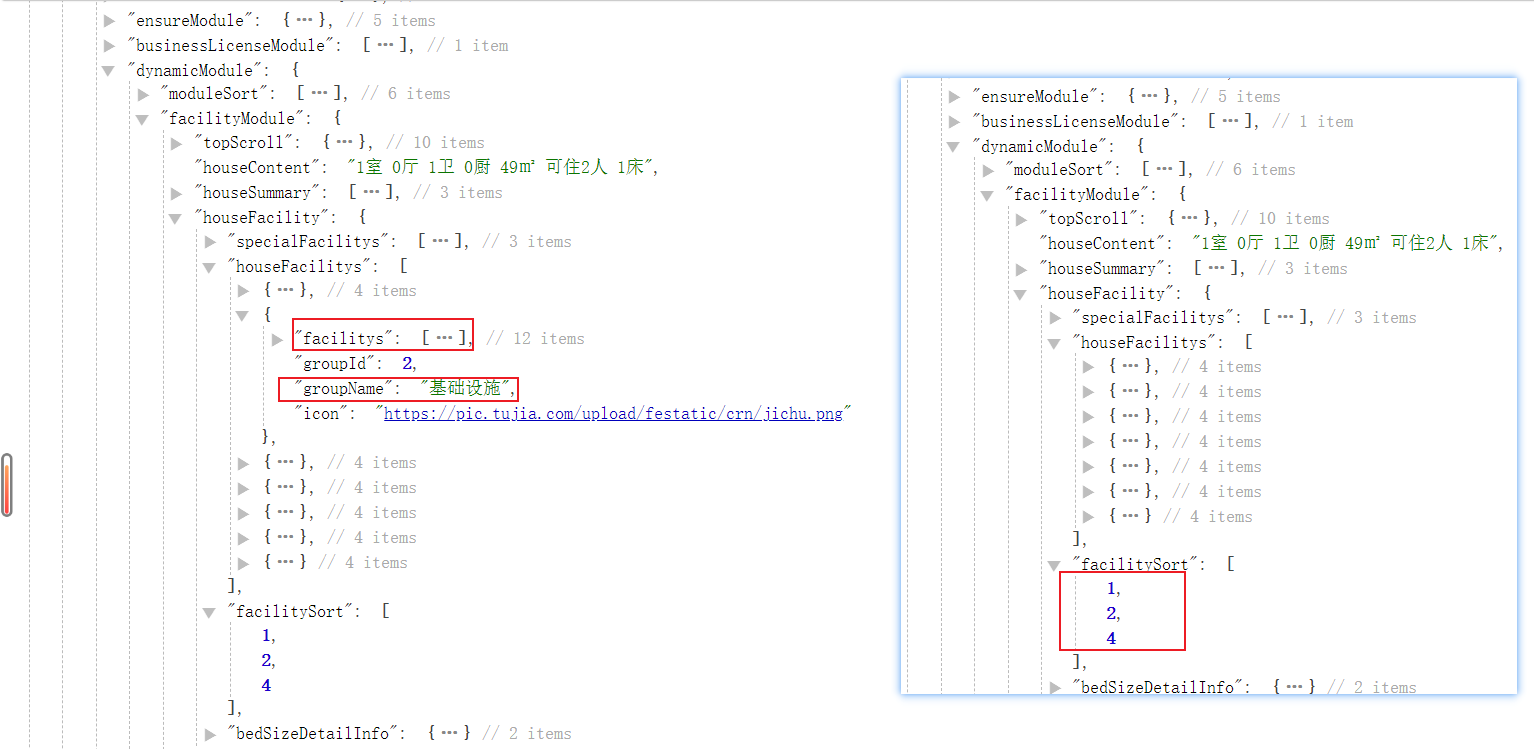 "ensureModule": {…}, // 5 items
"businessLicenseModule": […], // 1 item
"dynamicModule": {
"moduleSort": […], // 6 items
"facilityModule": {
"topScroll": {…}, // 10 items
"houseContent": "1室 0厅 1卫 0厨 49㎡ 可住2人 1床",
"houseSummary": […], // 3 items
"houseFacility": {
"specialFacilitys": […], // 3 items
"houseFacilitys": [
{…}, // 4 items
{
"facilitys": […], // 12 items
"groupId": 2,
"groupName": "基础设施",
"icon": "https://pic.tujia.com/upload/festatic/crn/jichu.png"
},
{…}, // 4 items
{…}, // 4 items
{…}, // 4 items
{…}, // 4 items
{…} // 4 items
],
"facilitySort": [
1,
2,
4
],
"bedSizeDetailInfo": {…} // 2 items
"ensureModule": {…}, // 5 items
"businessLicenseModule": […], // 1 item
"dynamicModule": {
"moduleSort": […], // 6 items
"facilityModule": {
"topScroll": {…}, // 10 items
"houseContent": "1室 0厅 1卫 0厨 49㎡ 可住2人 1床",
"houseSummary": […], // 3 items
"houseFacility": {
"specialFacilitys": […], // 3 items
"houseFacilitys": [
{…}, // 4 items
{…}, // 4 items
{…}, // 4 items
{…}, // 4 items
{…}, // 4 items
{…}, // 4 items
{…} // 4 items
],
"facilitySort": [
1,
2,
4
],
"bedSizeDetailInfo": {…} // 2 items